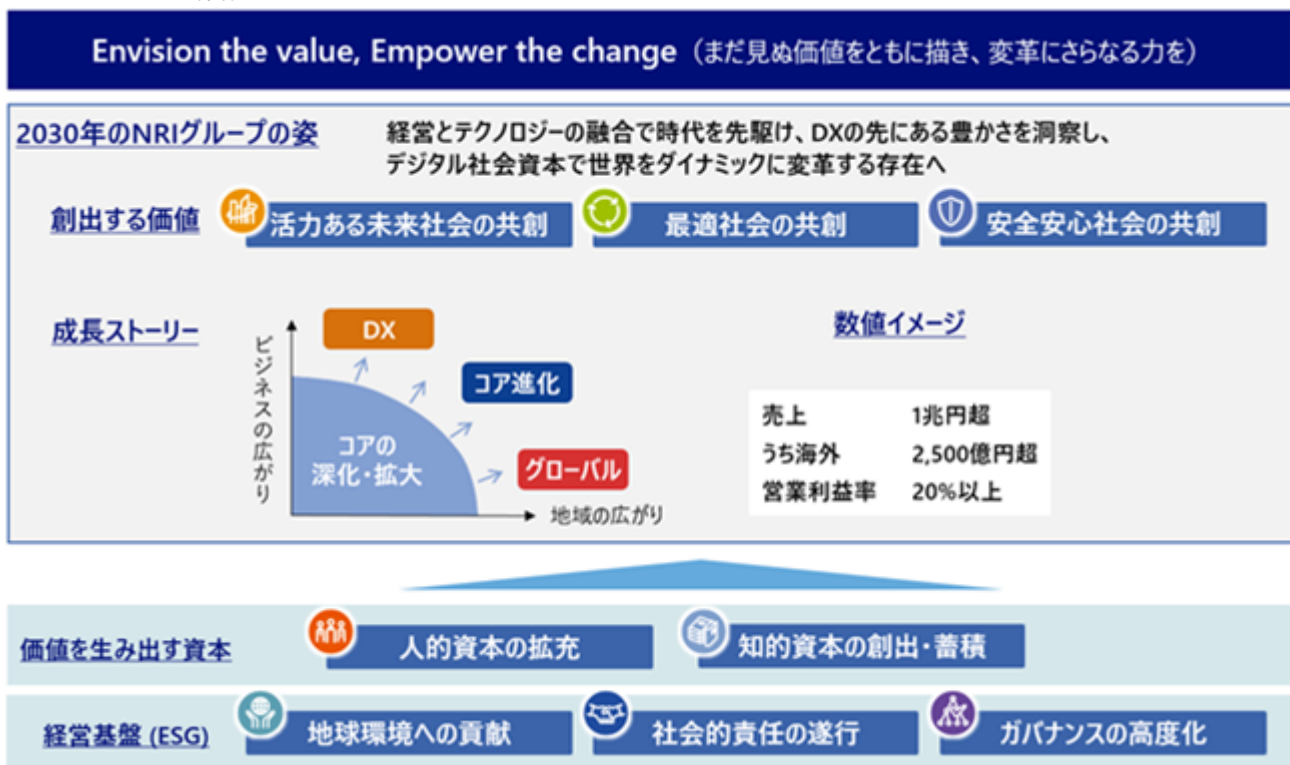 Envision the value, Empower the change（まだ見ぬ価値をともに描き、変革にさらなる力を）
2030年のNRIグループの姿
経営とテクノロジーの融合で時代を先駆け、DXの先にある豊かさを洞察し、
デジタル社会資本で世界をダイナミックに変革する存在へ
創出する価値
活力ある未来社会の共創
最適社会の共創
安全安心社会の共創
成長ストーリー
ビジネスの広がり
DX
コア進化
グローバル
コアの
深化・拡大
地域の広がり
数値イメージ
売上 1兆円超
うち海外 2,500億円超
営業利益率 20%以上
価値を生み出す資本
人的資本の拡充
知的資本の創出・蓄積
経営基盤 (ESG)
地球環境への貢献
社会的責任の遂行
ガバナンスの高度化